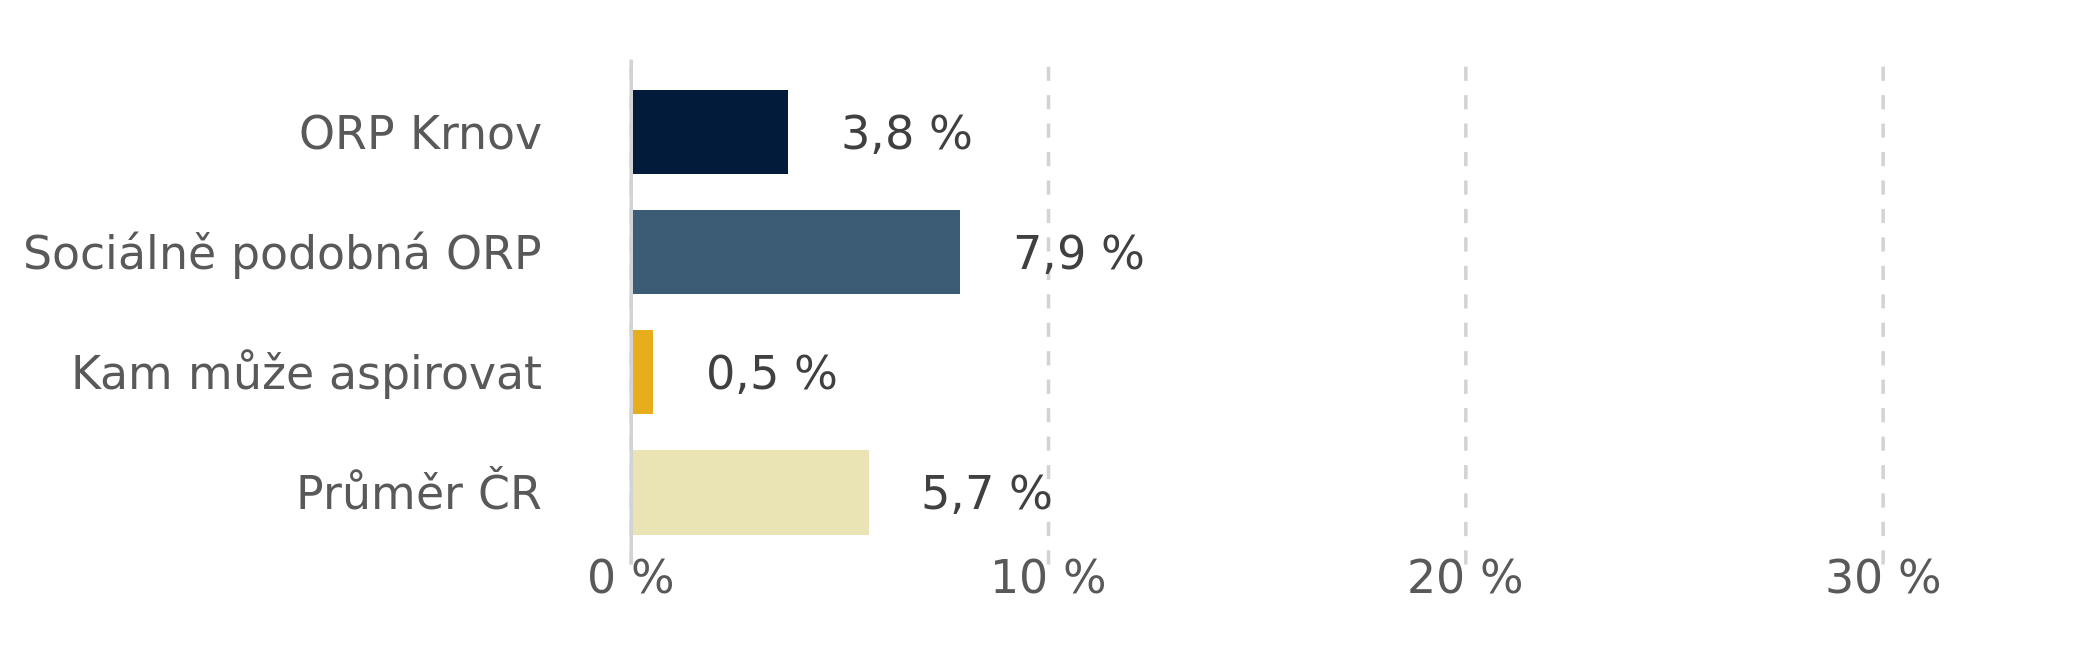 ORP Krnov 3,8 %
Sociálně podobná ORP 7,9 %
Kam může aspirovat 0,5 %
Průměr ČR 5,7 %
0 % 10 % 20 % 30 %